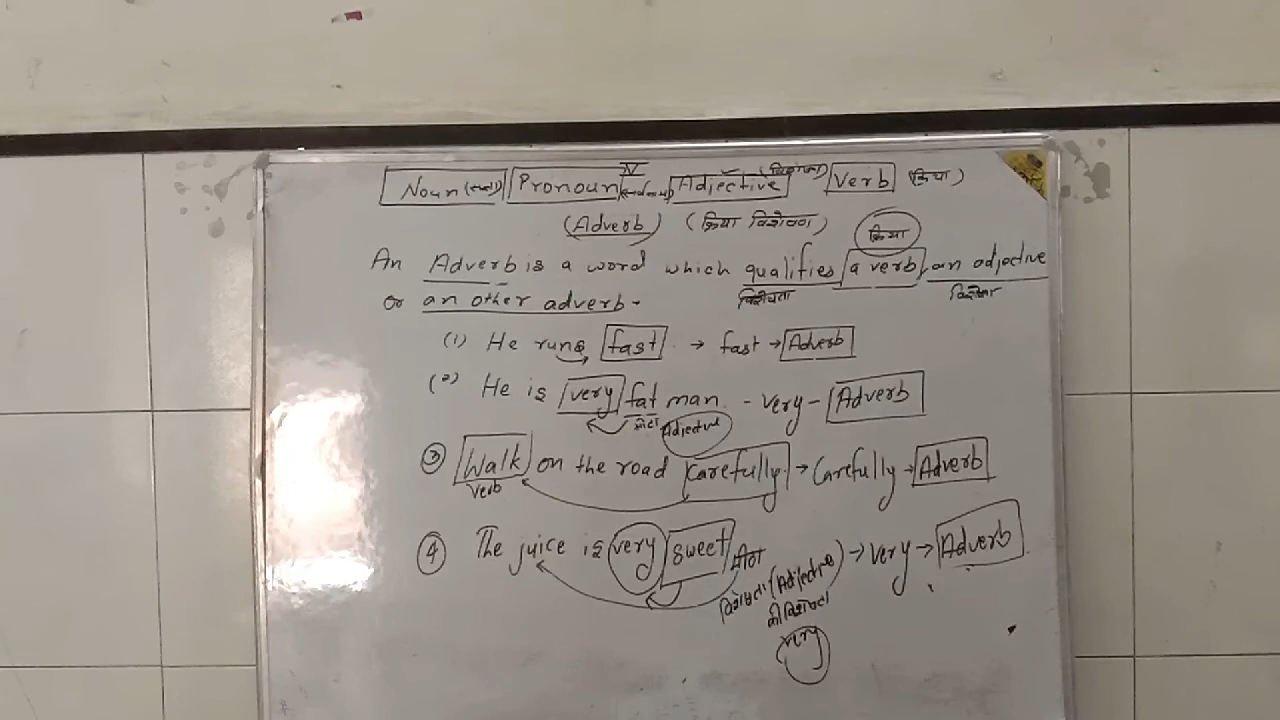 Noun (संज्ञा) Pronoun (सर्वनाम) Adjective (विशेषण) Verb (क्रिया)
(Adverb) (क्रिया विशेषण) क्रिया
An Adverb is a word which qualifies a verb, an adjective
विशेषता
or an other adverb.
(1) He runs fast. → fast → Adverb
(2) He is very fat man. - very - Adverb
मोटा Adjective
③ Walk on the road carefully. → Carefully → Adverb
Verb
④ The juice is very sweet → very → Adverb
विशेषता (Adjective)
की विशेषता
very